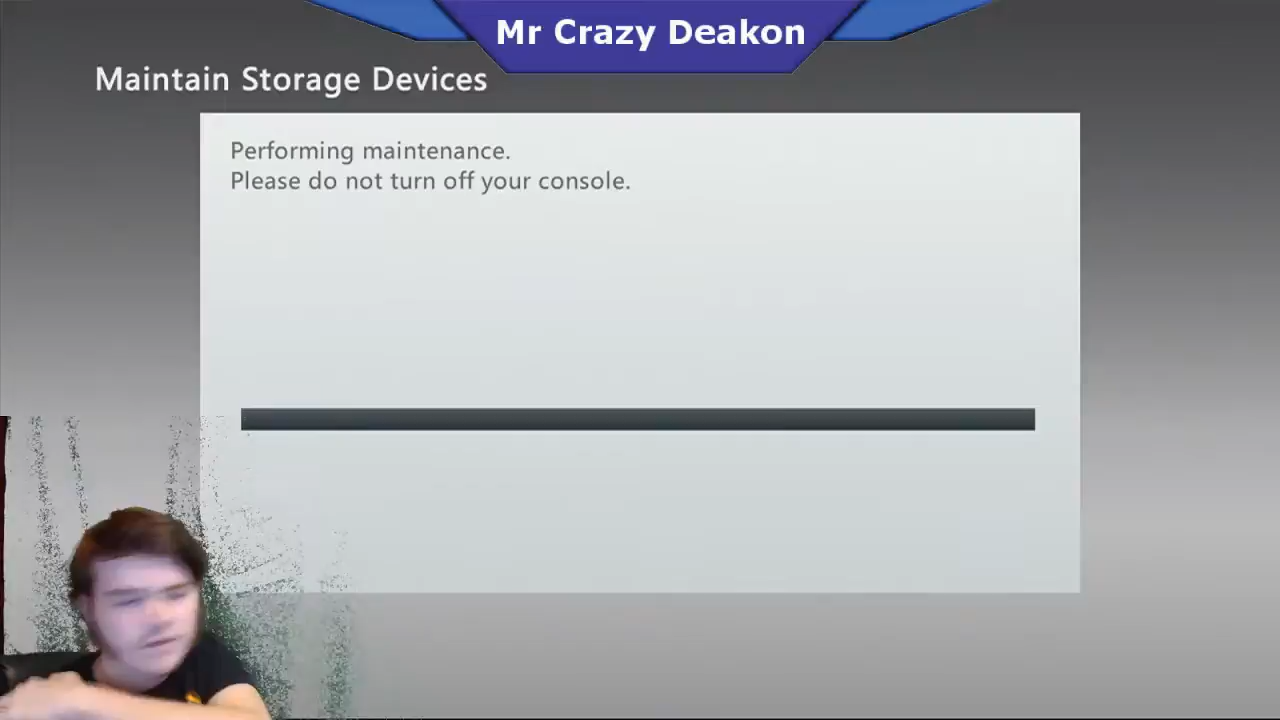 Mr Crazy Deakon
Maintain Storage Devices
Performing maintenance.
Please do not turn off your console.